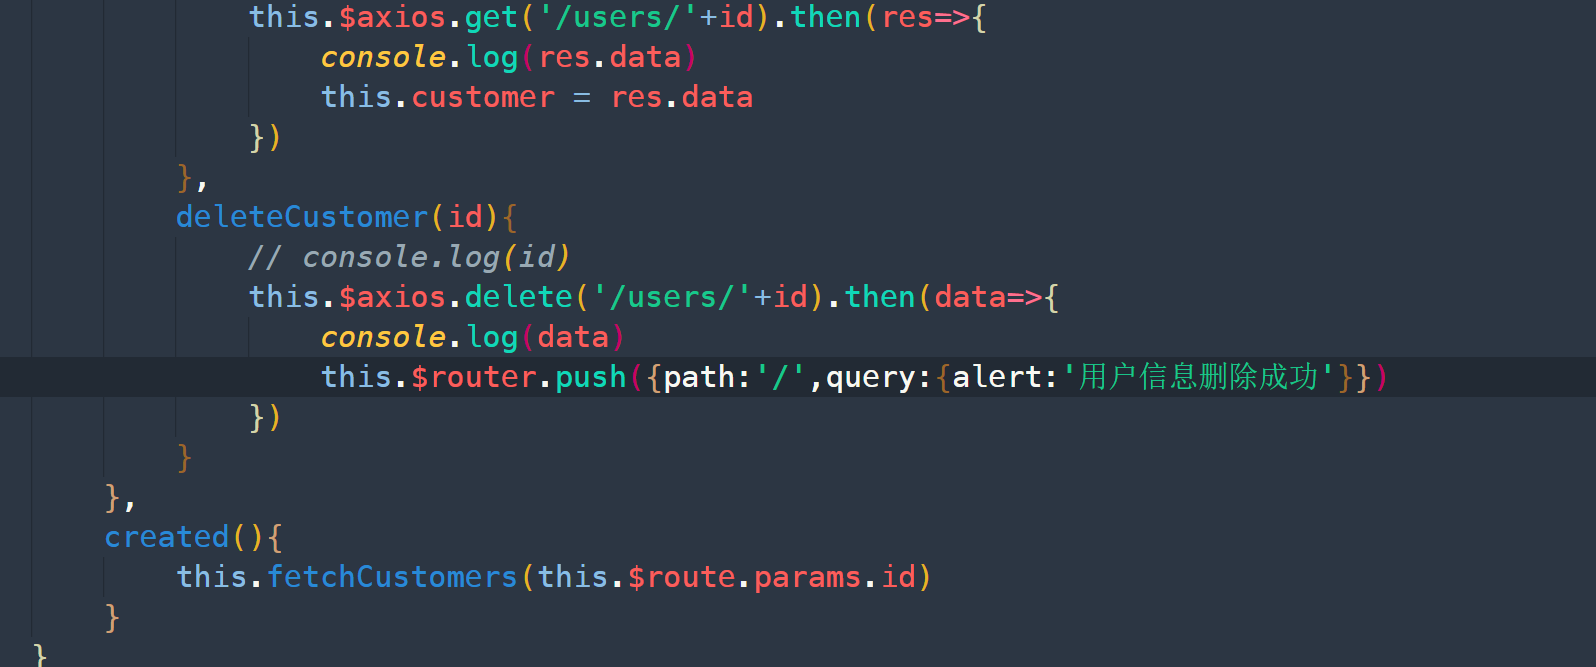 this.$axios.get('/users/'+id).then(res=>{
console.log(res.data)
this.customer = res.data
})
},
deleteCustomer(id){
// console.log(id)
this.$axios.delete('/users/'+id).then(data=>{
console.log(data)
this.$router.push({path:'/',query:{alert:'用户信息删除成功'}})
})
}
},
created(){
this.fetchCustomers(this.$route.params.id)
}
}